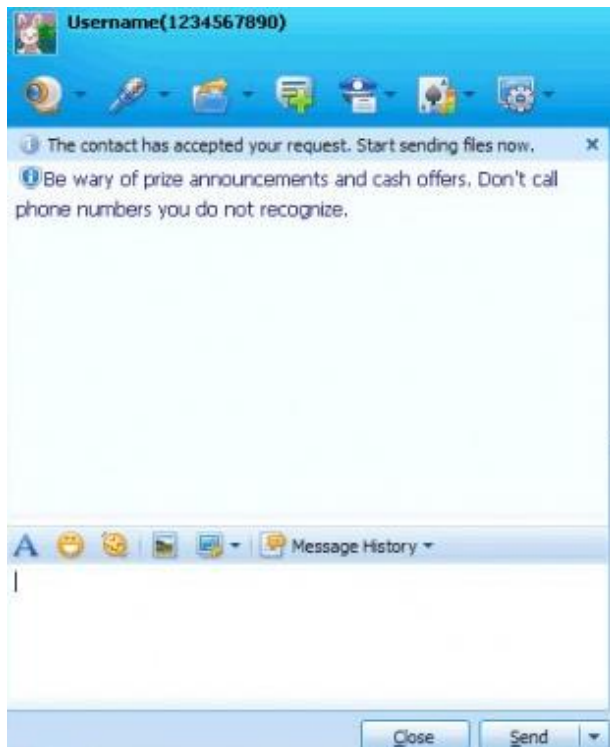 Username(1234567890)
The contact has accepted your request. Start sending files now.
Be wary of prize announcements and cash offers. Don't call
phone numbers you do not recognize.
A
Message History
Close
Send